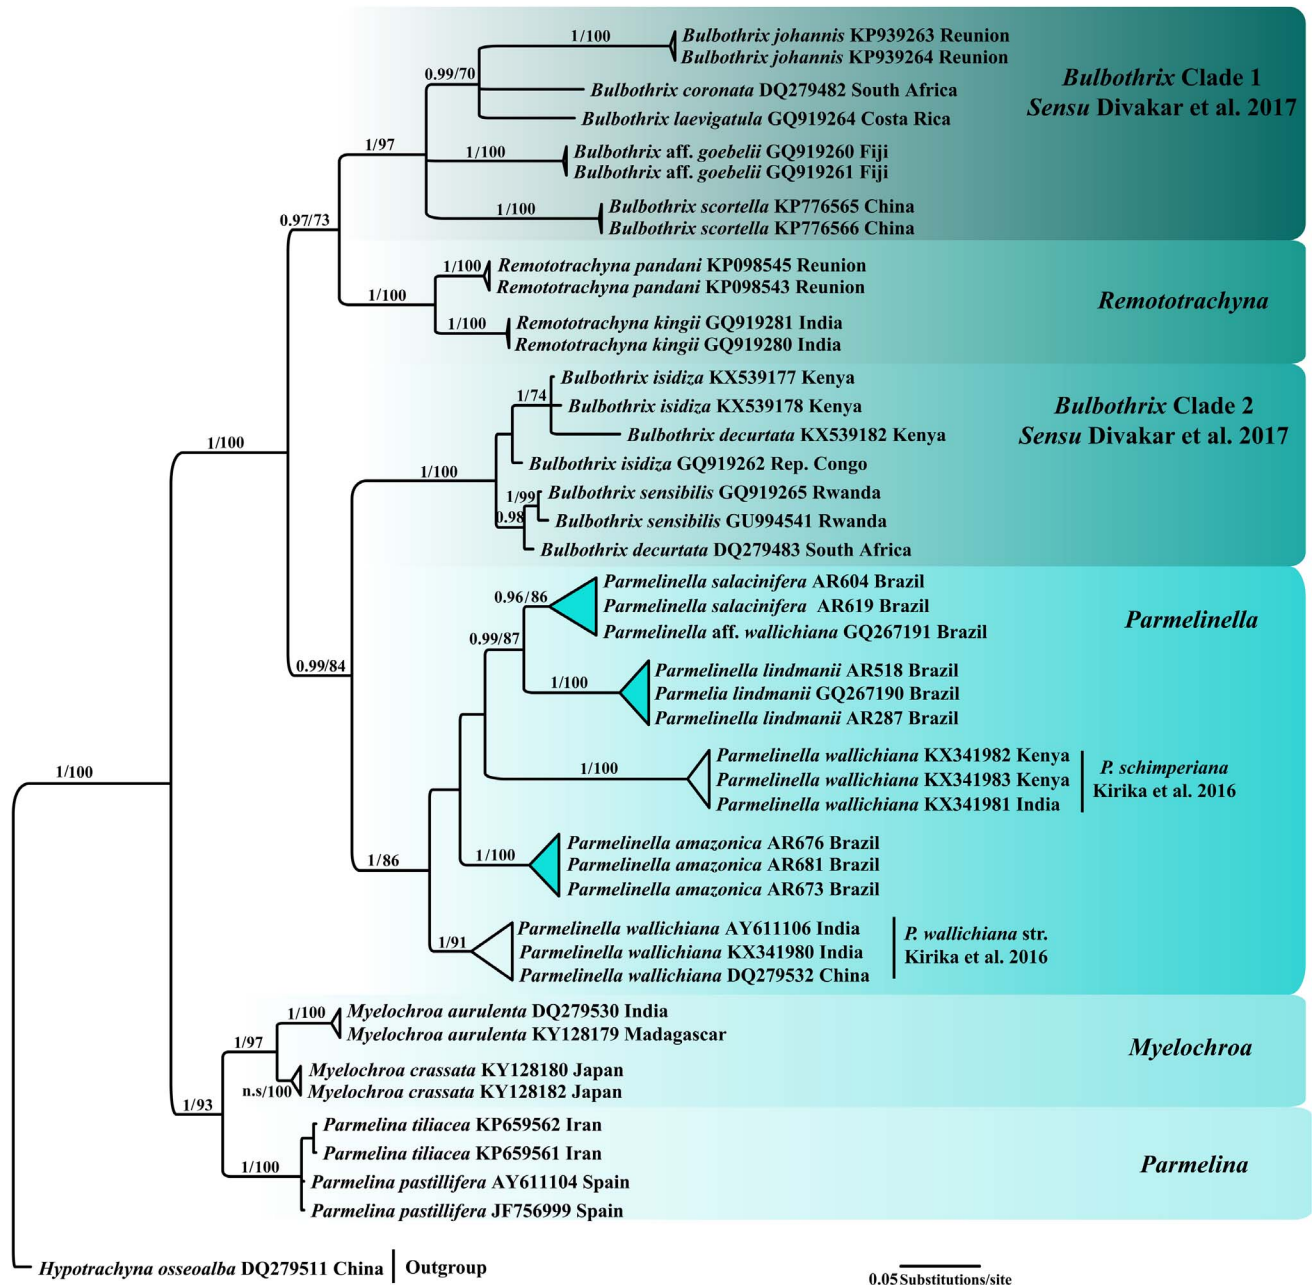 1/100
Bulbothrix johannis KP939263 Reunion
Bulbothrix johannis KP939264 Reunion
0.99/70
Bulbothrix coronata DQ279482 South Africa
Bulbothrix laevigatula GQ919264 Costa Rica
Bulbothrix Clade 1
Sensu Divakar et al. 2017
1/97
1/100
Bulbothrix aff. goebelii GQ919260 Fiji
Bulbothrix aff. goebelii GQ919261 Fiji
1/100
Bulbothrix scortella KP776565 China
Bulbothrix scortella KP776566 China
0.97/73
1/100
Remototrachyna pandani KP098545 Reunion
Remototrachyna pandani KP098543 Reunion
1/100
1/100
Remototrachyna kingii GQ919281 India
Remototrachyna kingii GQ919280 India
Remototrachyna
Bulbothrix isidiza KX539177 Kenya
1/74
Bulbothrix isidiza KX539178 Kenya
Bulbothrix decurtata KX539182 Kenya
Bulbothrix isidiza GQ919262 Rep. Congo
Bulbothrix Clade 2
Sensu Divakar et al. 2017
1/100
1/100
Bulbothrix sensibilis GQ919265 Rwanda
1/99
0.98
Bulbothrix sensibilis GU994541 Rwanda
Bulbothrix decurtata DQ279483 South Africa
0.96/86
Parmelinella salacinifera AR604 Brazil
Parmelinella salacinifera AR619 Brazil
Parmelinella aff. wallichiana GQ267191 Brazil
Parmelinella
0.99/87
0.99/84
1/100
Parmelinella lindmanii AR518 Brazil
Parmelia lindmanii GQ267190 Brazil
Parmelinella lindmanii AR287 Brazil
1/100
1/100
Parmelinella wallichiana KX341982 Kenya
Parmelinella wallichiana KX341983 Kenya
Parmelinella wallichiana KX341981 India
P. schimperiana
Kirika et al. 2016
1/86
1/100
Parmelinella amazonica AR676 Brazil
Parmelinella amazonica AR681 Brazil
Parmelinella amazonica AR673 Brazil
1/91
Parmelinella wallichiana AY611106 India
Parmelinella wallichiana KX341980 India
Parmelinella wallichiana DQ279532 China
P. wallichiana str.
Kirika et al. 2016
1/100
Myelochroa aurulenta DQ279530 India
Myelochroa aurulenta KY128179 Madagascar
1/97
n.s/100
Myelochroa crassata KY128180 Japan
Myelochroa crassata KY128182 Japan
Myelochroa
1/93
1/100
Parmelina tiliacea KP659562 Iran
Parmelina tiliacea KP659561 Iran
Parmelina pastillifera AY611104 Spain
Parmelina pastillifera JF756999 Spain
Parmelina
Hypotrachyna osseoalba DQ279511 China
Outgroup
0.05 Substitutions/site